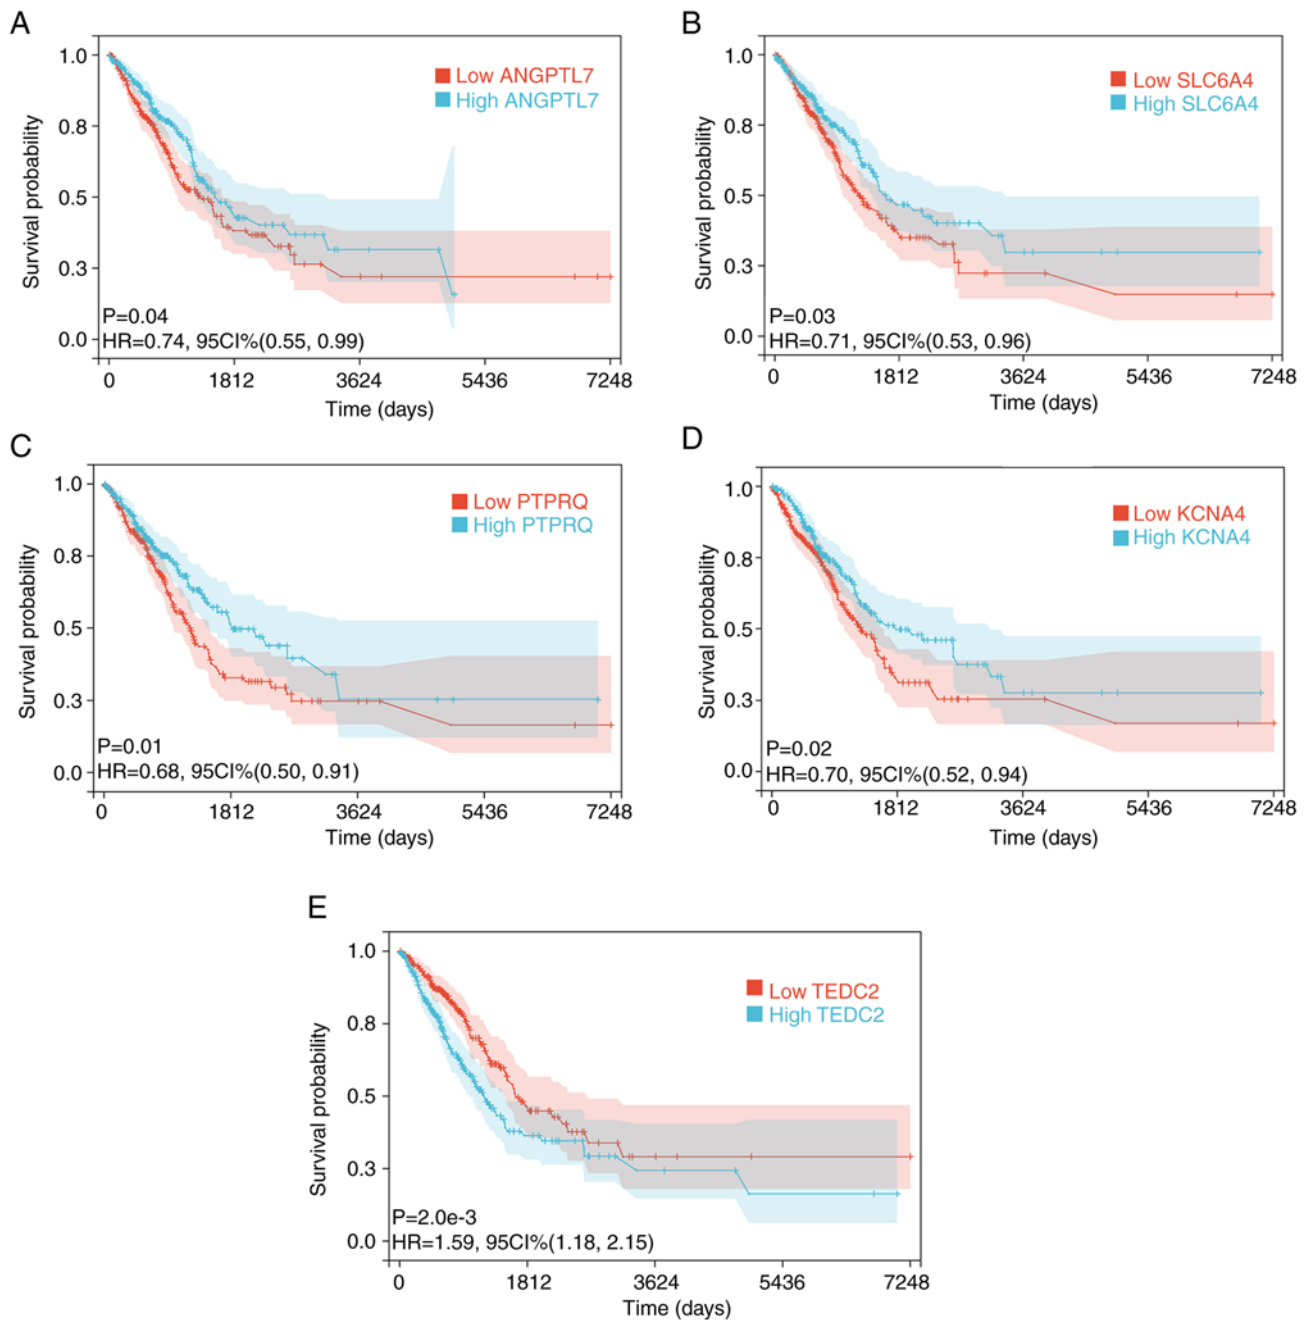 A
Survival probability
1.0
0.8
0.5
0.3
0.0
Low ANGPTL7
High ANGPTL7
P=0.04
HR=0.74, 95CI%(0.55, 0.99)
0 1812 3624 5436 7248
Time (days)
B
Survival probability
1.0
0.8
0.5
0.3
0.0
Low SLC6A4
High SLC6A4
P=0.03
HR=0.71, 95CI%(0.53, 0.96)
0 1812 3624 5436 7248
Time (days)
C
Survival probability
1.0
0.8
0.5
0.3
0.0
Low PTPRQ
High PTPRQ
P=0.01
HR=0.68, 95CI%(0.50, 0.91)
0 1812 3624 5436 7248
Time (days)
D
Survival probability
1.0
0.8
0.5
0.3
0.0
Low KCNA4
High KCNA4
P=0.02
HR=0.70, 95CI%(0.52, 0.94)
0 1812 3624 5436 7248
Time (days)
E
Survival probability
1.0
0.8
0.5
0.3
0.0
Low TEDC2
High TEDC2
P=2.0e-3
HR=1.59, 95CI%(1.18, 2.15)
0 1812 3624 5436 7248
Time (days)